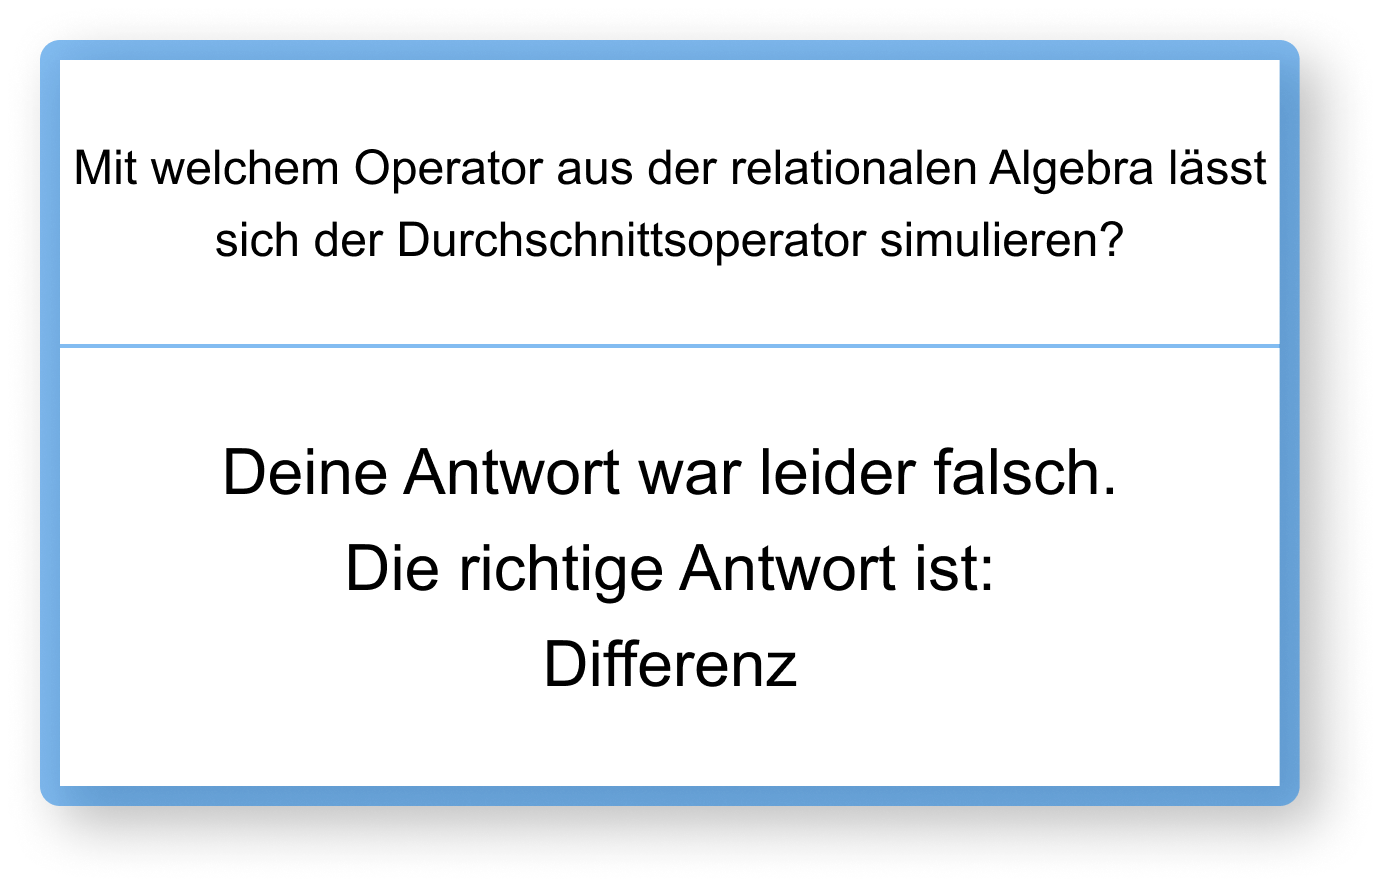 Mit welchem Operator aus der relationalen Algebra lässt
sich der Durchschnittsoperator simulieren?
Deine Antwort war leider falsch.
Die richtige Antwort ist:
Differenz